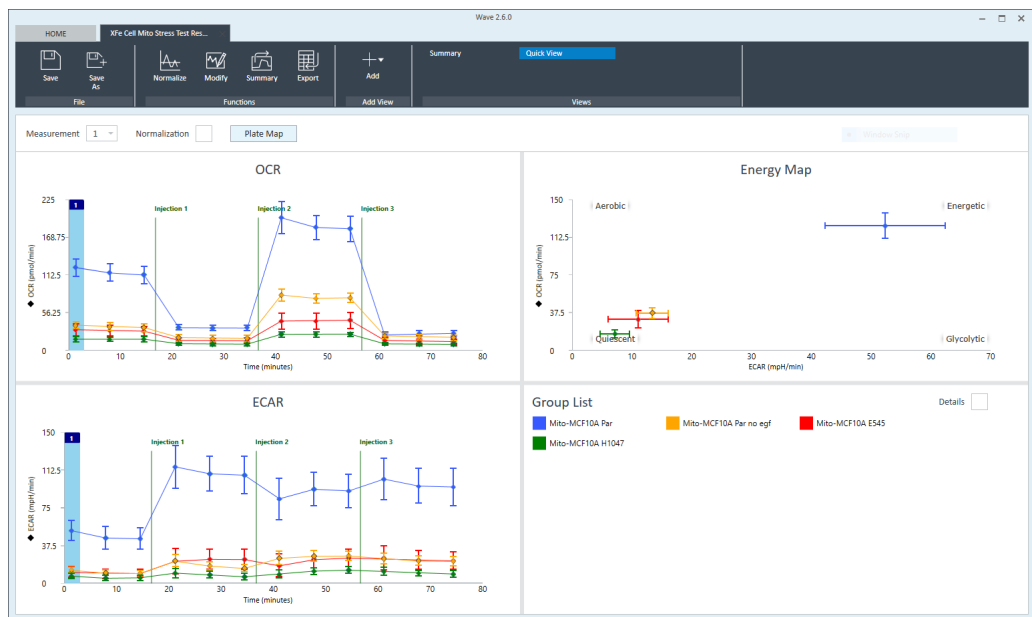 Wave 2.6.0
HOME
XFe Cell Mito Stress Test Res...
Save
Save As
File
Normalize
Modify
Summary
Export
Functions
Add
Add View
Summary
Quick View
Views
Measurement 1
Normalization
Plate Map
OCR
225
168.75
112.5
56.25
0
OCR (pmol/min)
1
Injection 1
Injection 2
Injection 3
0 10 20 30 40 50 60 70 80
Time (minutes)
Energy Map
150
112.5
75
37.5
0
OCR (pmol/min)
Aerobic
Energetic
Quiescent
Glycolytic
0 10 20 30 40 50 60 70
ECAR (mpH/min)
ECAR
150
112.5
75
37.5
0
ECAR (mpH/min)
1
Injection 1
Injection 2
Injection 3
0 10 20 30 40 50 60 70 80
Time (minutes)
Group List
Details
Mito-MCF10A Par
Mito-MCF10A Par no egf
Mito-MCF10A E545
Mito-MCF10A H1047